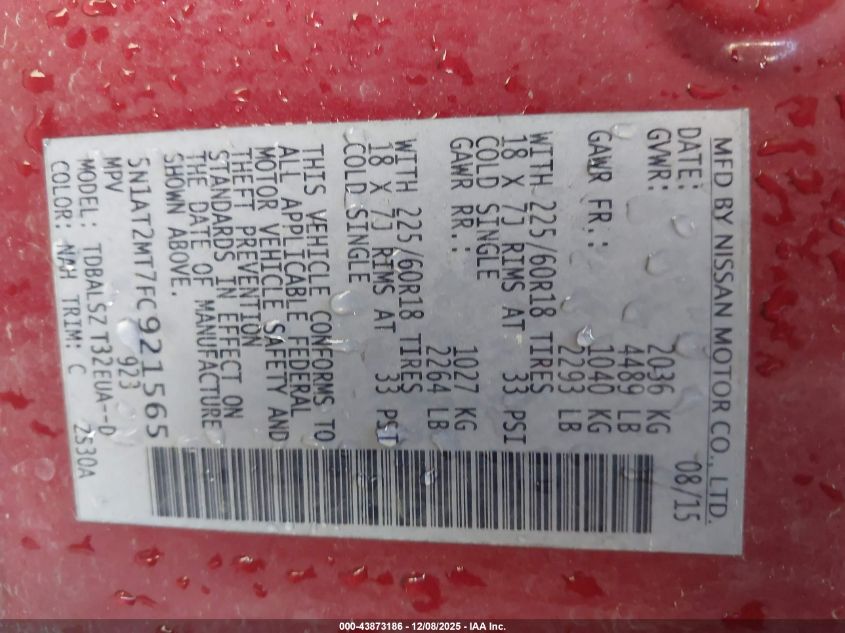 MFD BY NISSAN MOTOR CO., LTD.
DATE: 08/15
GVWR: 2036 KG
4489 LB
GAWR FR.: 1040 KG
2293 LB
WITH 225/60R18 TIRES
18 X 7J RIMS AT 33 PSI
COLD SINGLE
GAWR RR.: 1027 KG
2264 LB
WITH 225/60R18 TIRES
18 X 7J RIMS AT 33 PSI
COLD SINGLE
THIS VEHICLE CONFORMS TO
ALL APPLICABLE FEDERAL
MOTOR VEHICLE SAFETY AND
THEFT PREVENTION
STANDARDS IN EFFECT ON
THE DATE OF MANUFACTURE
SHOWN ABOVE.
5N1AT2MT7FC921565
MPV 923
MODEL: TDBALSZ T32EUA--D
COLOR: NAH TRIM: C 2S30A
000-43873186 - 12/08/2025 - IAA Inc.